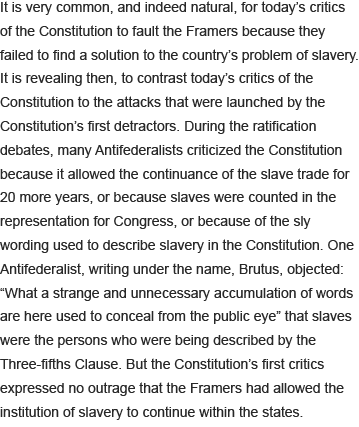 It is very common, and indeed natural, for today's critics
of the Constitution to fault the Framers because they
failed to find a solution to the country's problem of slavery.
It is revealing then, to contrast today's critics of the
Constitution to the attacks that were launched by the
Constitution's first detractors. During the ratification
debates, many Antifederalists criticized the Constitution
because it allowed the continuance of the slave trade for
20 more years, or because slaves were counted in the
representation for Congress, or because of the sly
wording used to describe slavery in the Constitution. One
Antifederalist, writing under the name, Brutus, objected:
“What a strange and unnecessary accumulation of words
are here used to conceal from the public eye” that slaves
were the persons who were being described by the
Three-fifths Clause. But the Constitution's first critics
expressed no outrage that the Framers had allowed the
institution of slavery to continue within the states.